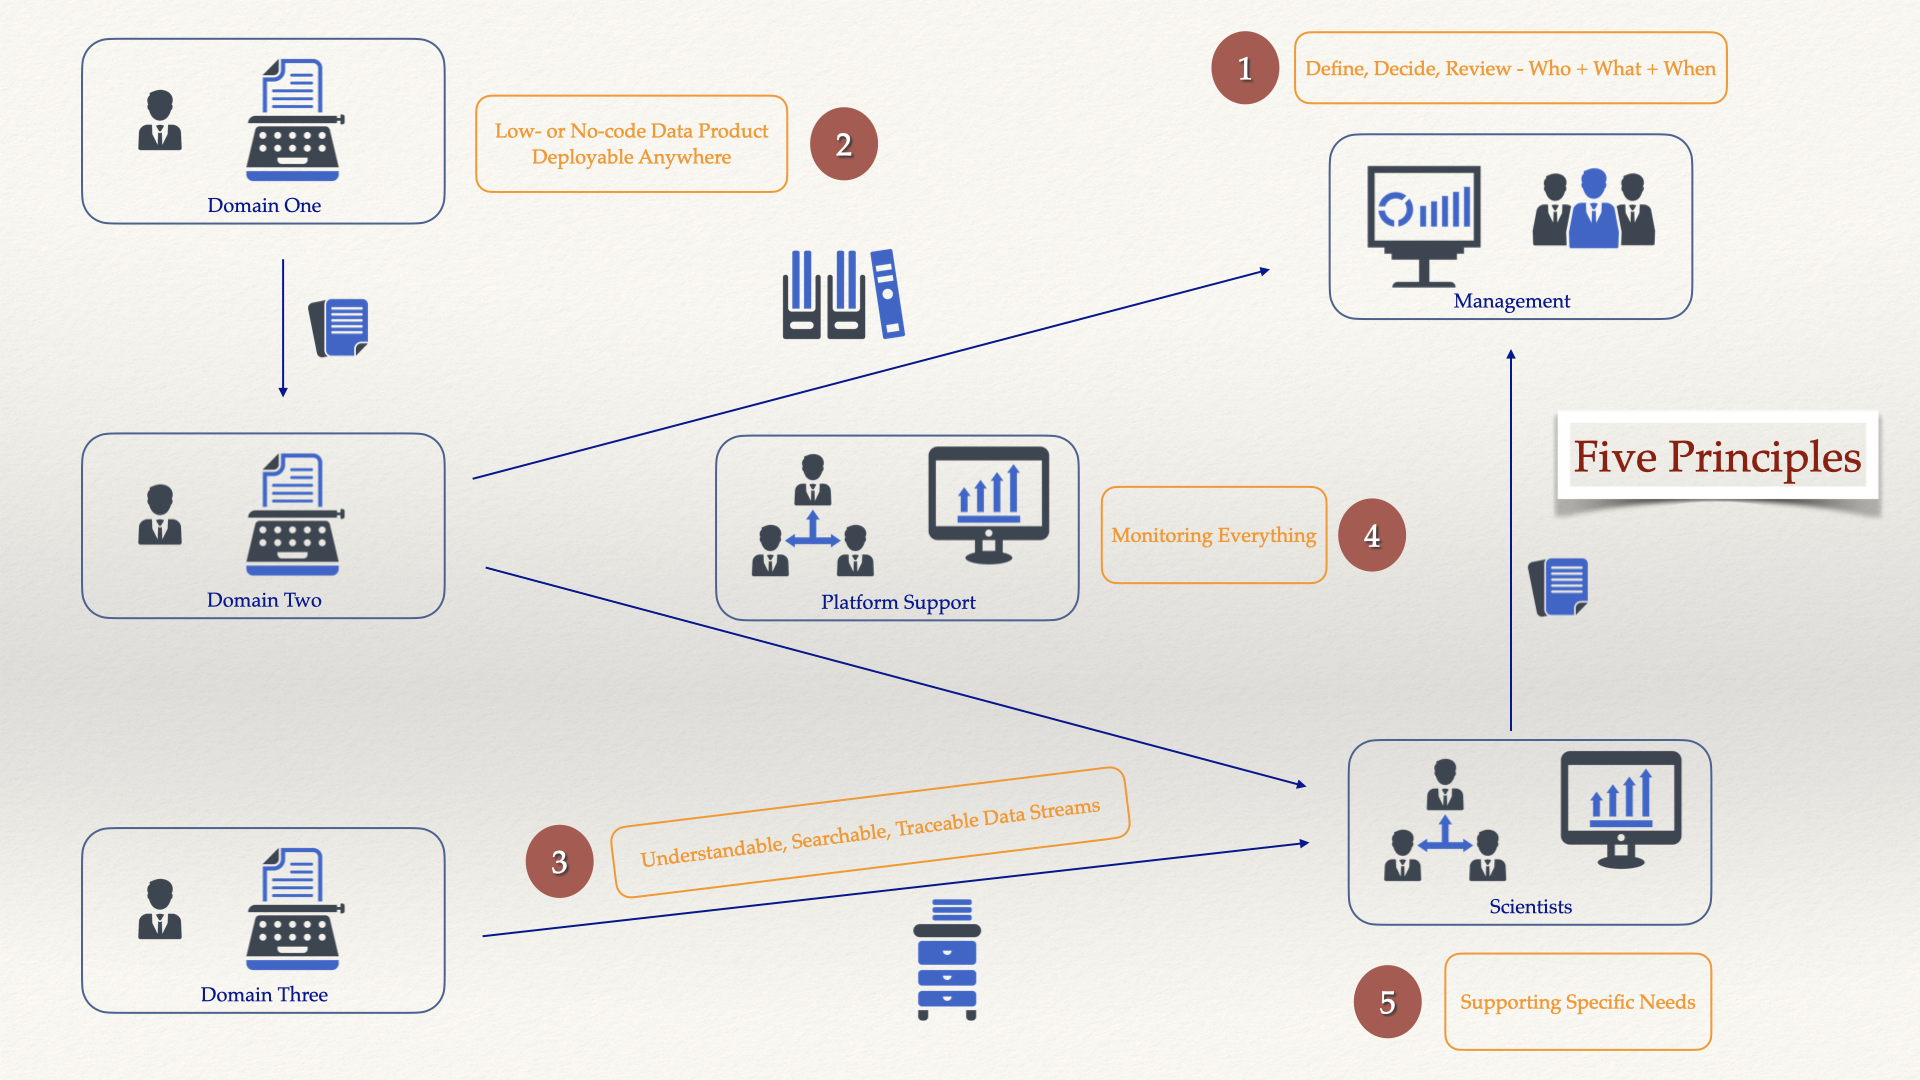 1
Define, Decide, Review - Who + What + When
Low- or No-code Data Product
Deployable Anywhere
2
Domain One
Management
Five Principles
Monitoring Everything
4
Domain Two
Platform Support
3
Understandable, Searchable, Traceable Data Streams
Scientists
Domain Three
5
Supporting Specific Needs